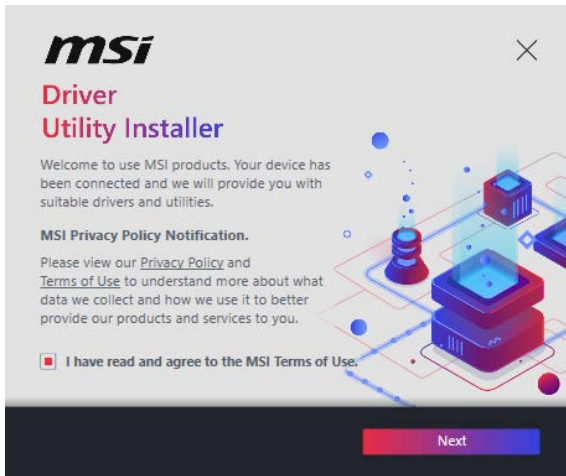 msi
Driver
Utility Installer
Welcome to use MSI products. Your device has
been connected and we will provide you with
suitable drivers and utilities.
MSI Privacy Policy Notification.
Please view our Privacy Policy and
Terms of Use to understand more about what
data we collect and how we use it to better
provide our products and services to you.
I have read and agree to the MSI Terms of Use.
Next